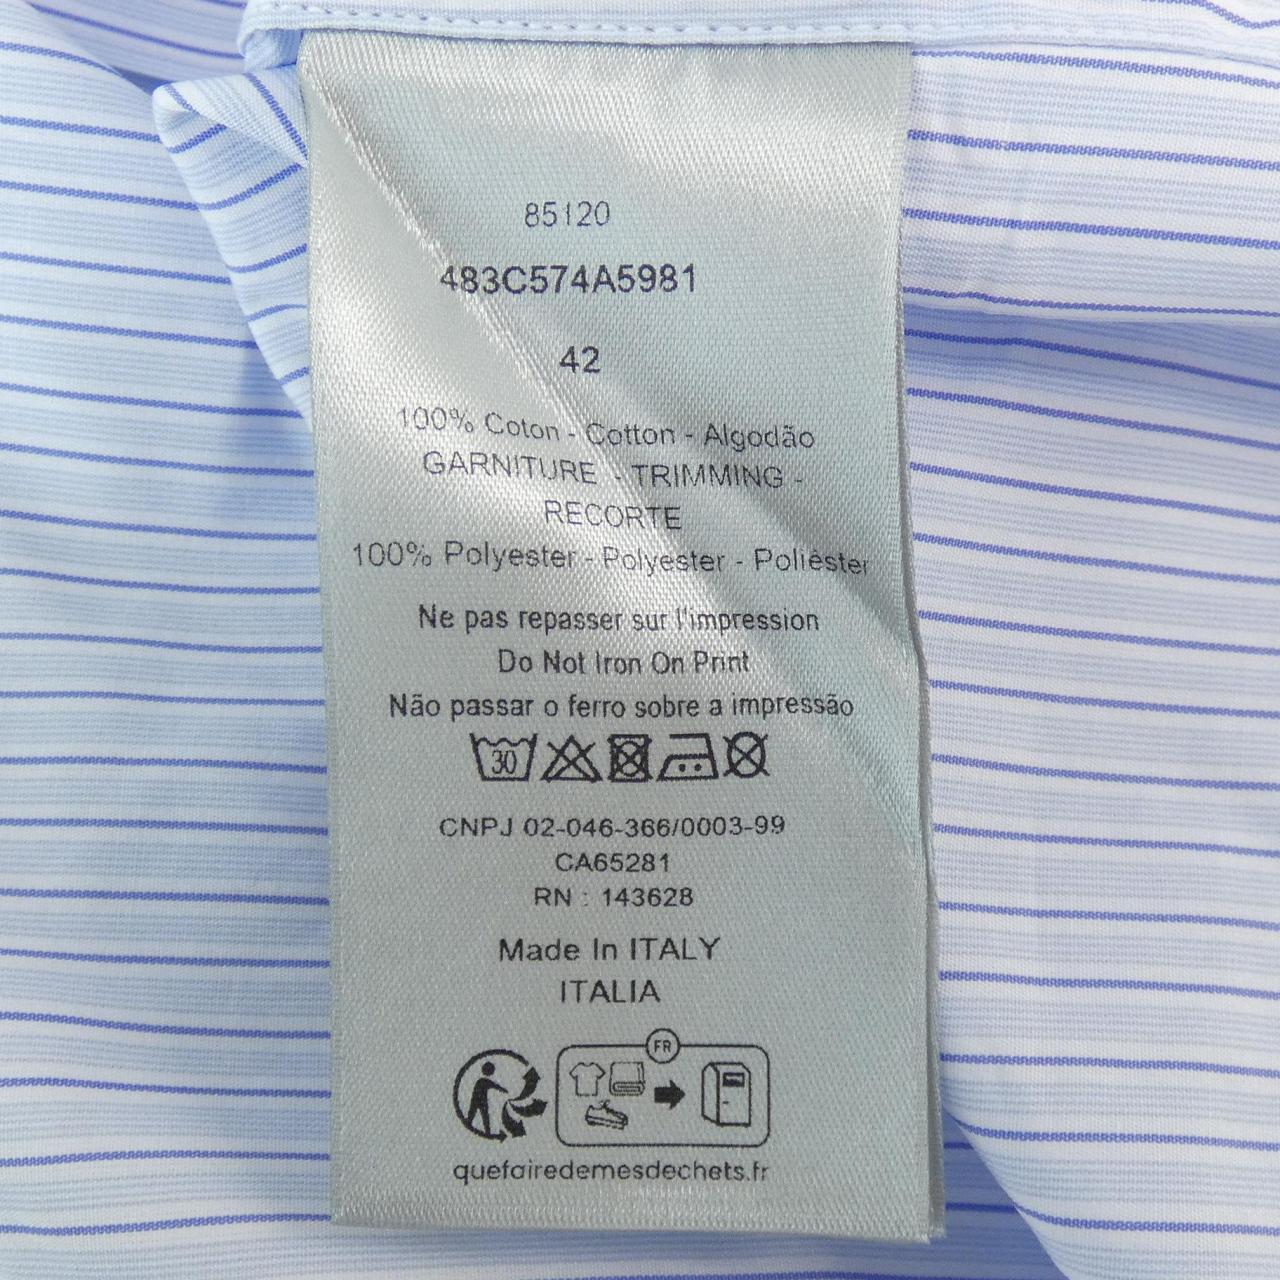 85120
483C574A5981
42
100% Coton - Cotton - Algodão
GARNITURE - TRIMMING -
RECORTE
100% Polyester - Polyester - Poliéster
Ne pas repasser sur l'impression
Do Not Iron On Print
Não passar o ferro sobre a impressão
30
CNPJ 02-046-366/0003-99
CA65281
RN : 143628
Made In ITALY
ITALIA
FR
quefairedemesdechets.fr